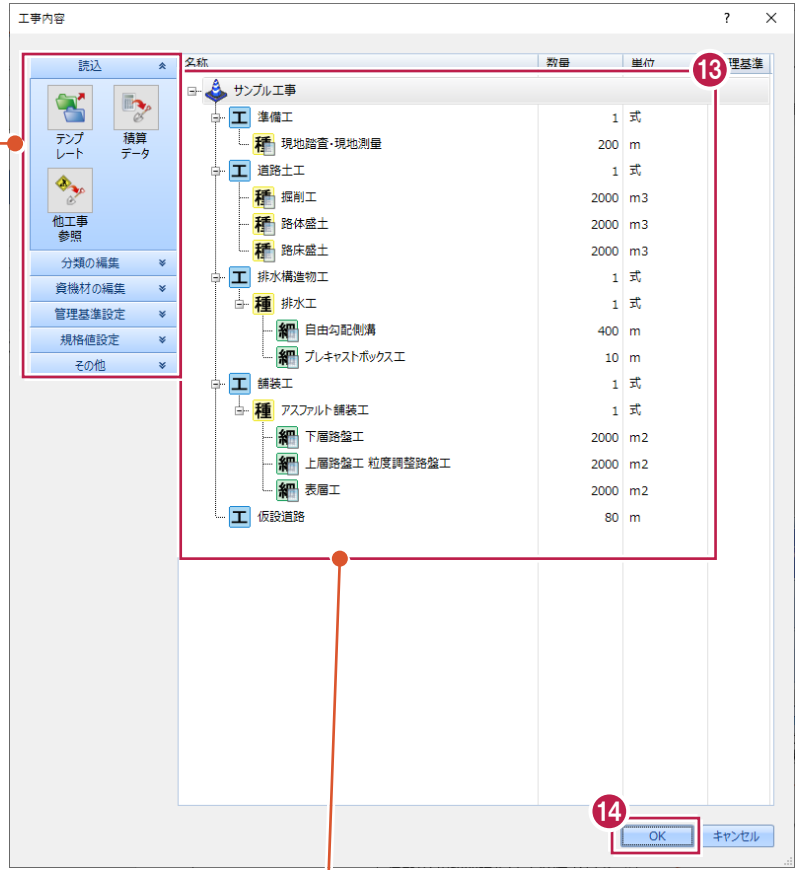 工事内容
? ×
読込
テンプ
レート
積算
データ
他工事
参照
分類の編集
資機材の編集
管理基準設定
規格値設定
その他
名称 数量 単位 理基準
13
サンプル工事
工 準備工 1 式
種 現地踏査・現地測量 200 m
工 道路土工 1 式
種 掘削工 2000 m3
種 路体盛土 2000 m3
種 路床盛土 2000 m3
工 排水構造物工 1 式
種 排水工 1 式
細 自由勾配側溝 400 m
細 プレキャストボックス工 10 m
工 舗装工 1 式
種 アスファルト舗装工 1 式
細 下層路盤工 2000 m2
細 上層路盤工 粒度調整路盤工 2000 m2
細 表層工 2000 m2
工 仮設道路 80 m
14
OK キャンセル